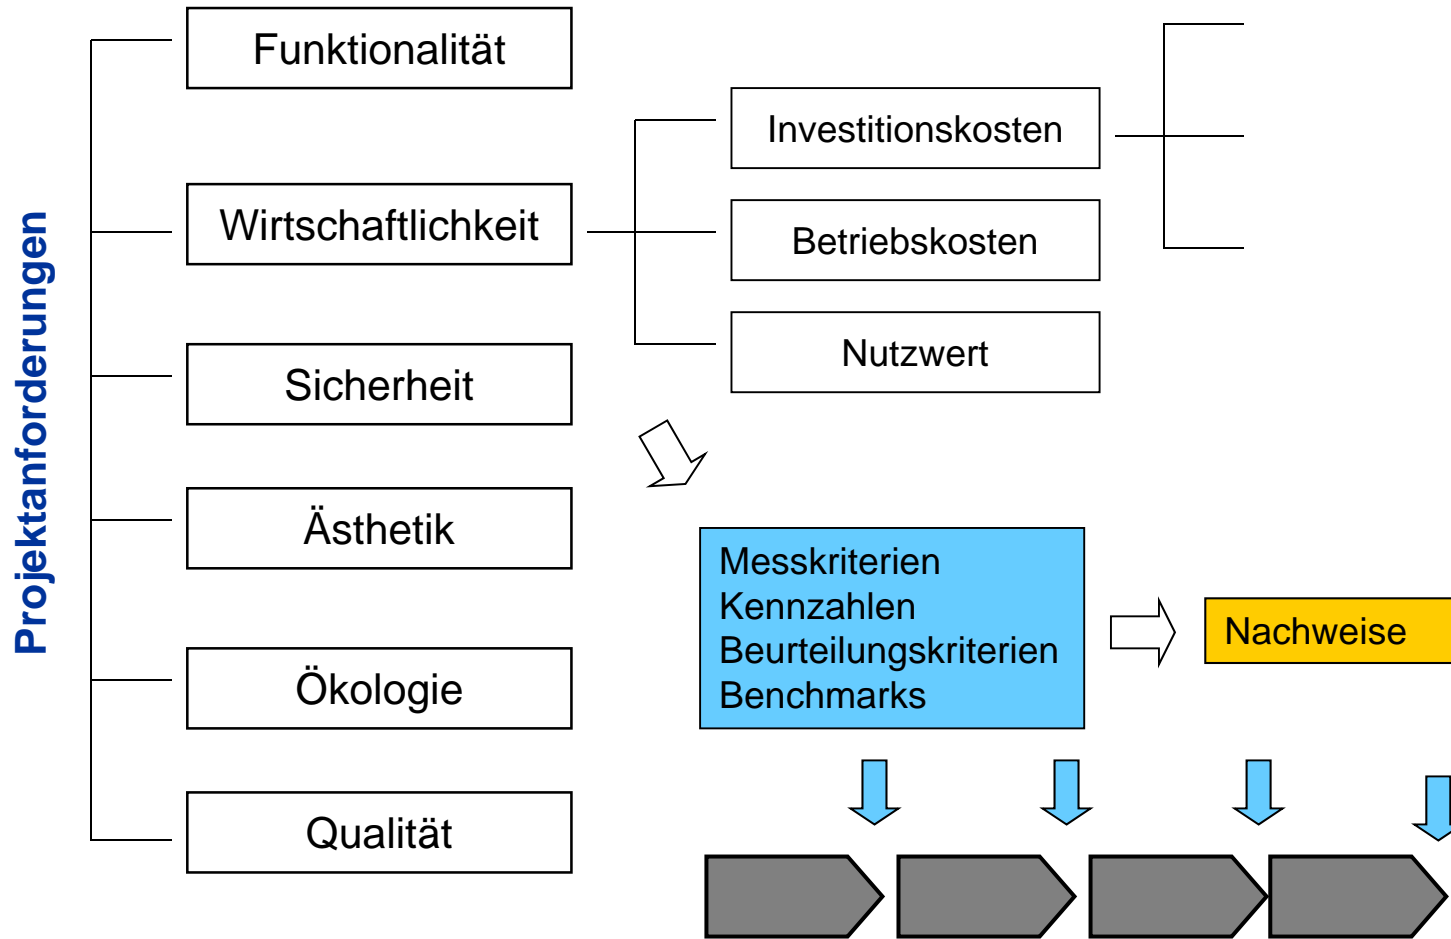 Projektanforderungen
Funktionalität
Wirtschaftlichkeit
Sicherheit
Ästhetik
Ökologie
Qualität
Investitionskosten
Betriebskosten
Nutzwert
Messkriterien
Kennzahlen
Beurteilungskriterien
Benchmarks
Nachweise